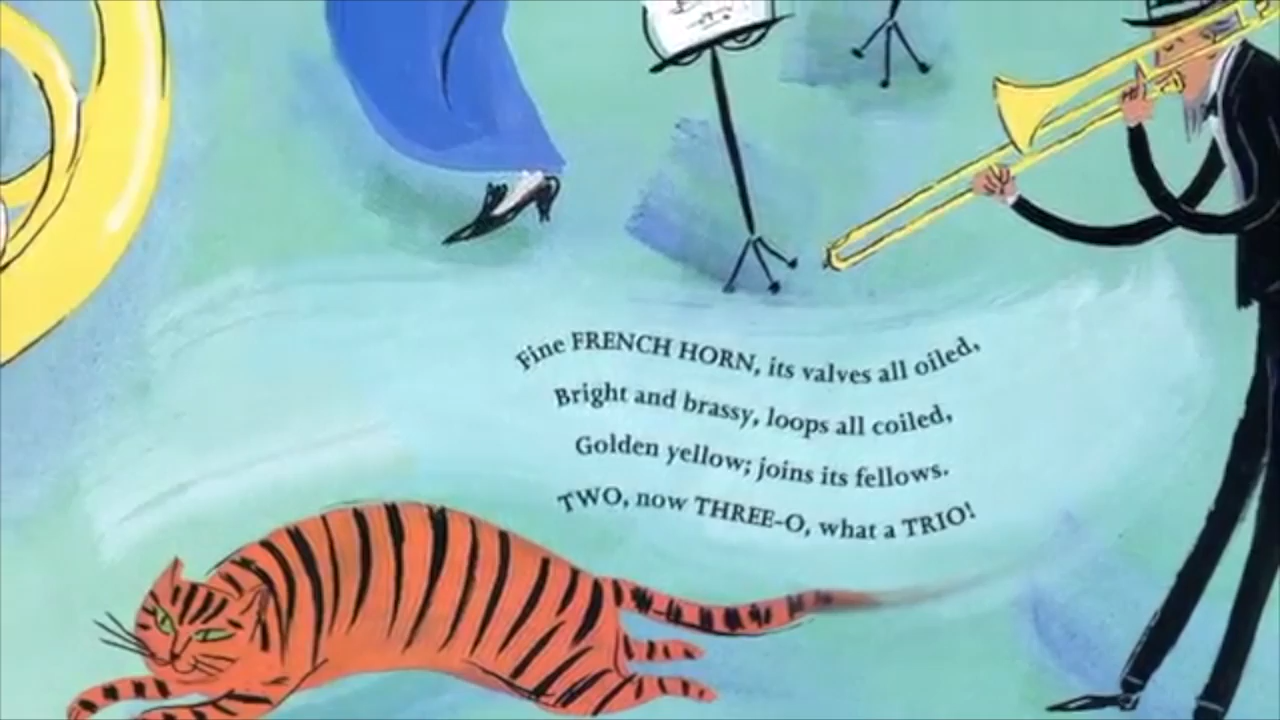 Fine FRENCH HORN, its valves all oiled,
Bright and brassy, loops all coiled,
Golden yellow; joins its fellows.
TWO, now THREE-O, what a TRIO!